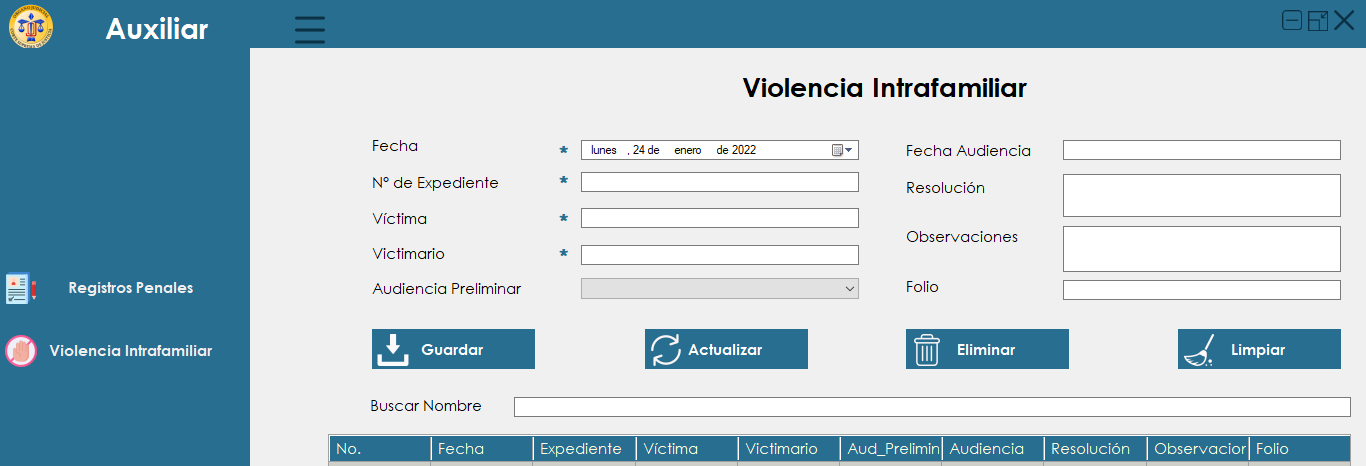 Auxiliar
Violencia Intrafamiliar
Fecha * lunes , 24 de enero de 2022
Fecha Audiencia
N° de Expediente *
Resolución
Víctima *
Victimario *
Observaciones
Audiencia Preliminar
Folio
Registros Penales
Violencia Intrafamiliar
Guardar Actualizar Eliminar Limpiar
Buscar Nombre
No. Fecha Expediente Víctima Victimario Aud_Prelimin Audiencia Resolución Observacior Folio